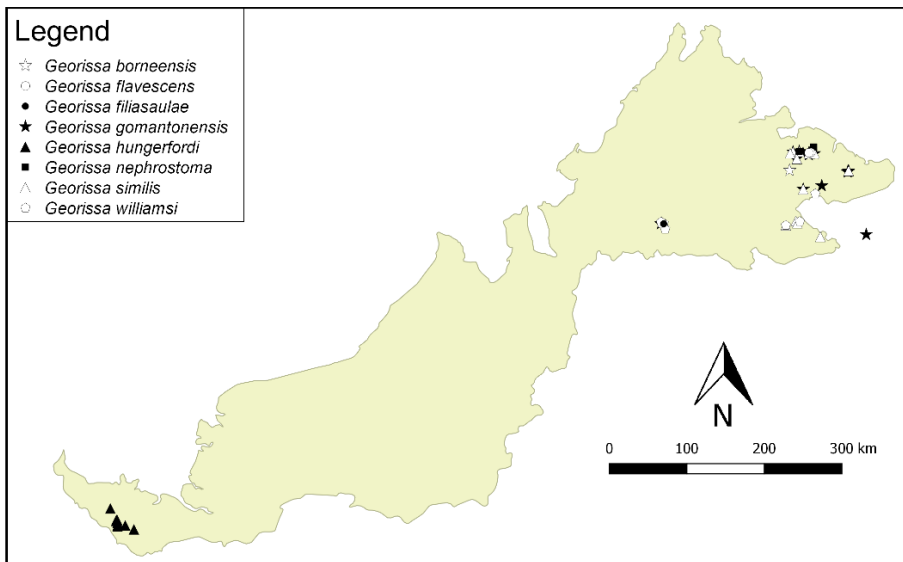 Legend
Georissa borneensis
Georissa flavescens
Georissa filiasaulae
Georissa gomantonensis
Georissa hungerfordi
Georissa nephrostoma
Georissa similis
Georissa williamsi
N
0 100 200 300 km